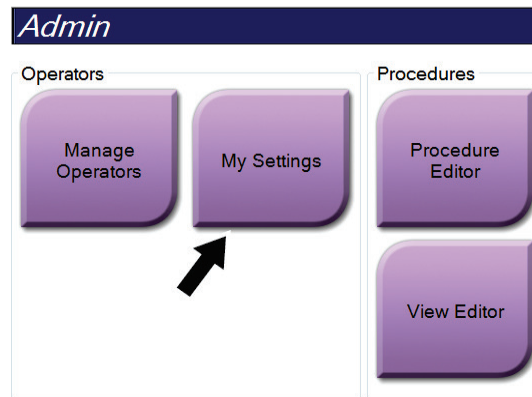 Admin
Operators
Manage
Operators
My Settings
Procedures
Procedure
Editor
View Editor